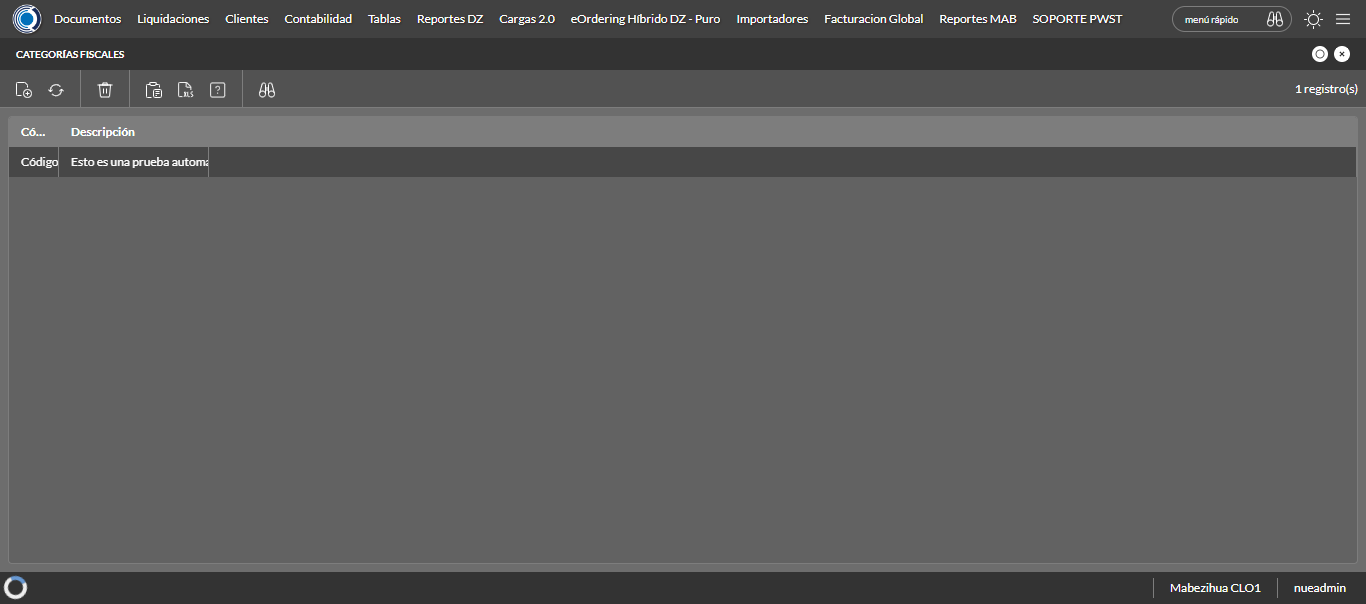 Documentos Liquidaciones Clientes Contabilidad Tablas Reportes DZ Cargas 2.0 eOrdering Híbrido DZ - Puro Importadores Facturacion Global Reportes MAB SOPORTE PWST menú rápido
CATEGORÍAS FISCALES
XLS ? 1 registro(s)
Có... Descripción
Código Esto es una prueba automa
Mabezihua CLO1 nueadmin